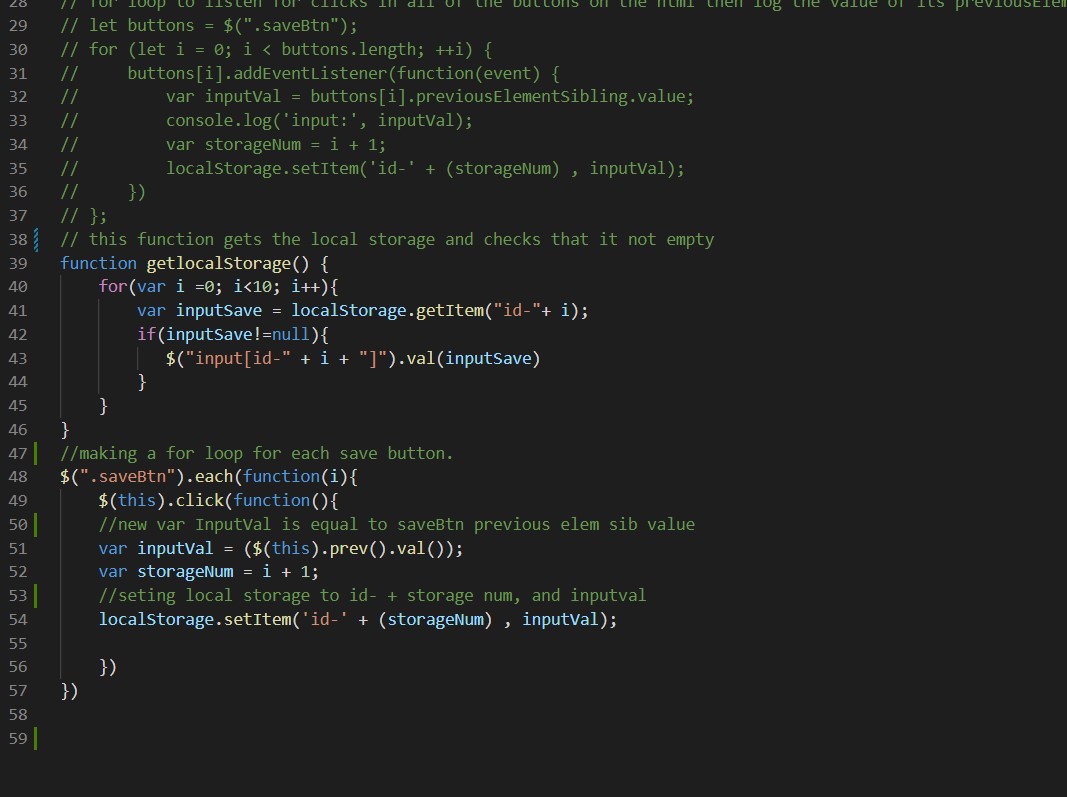 28 // for loop to listen for clicks in all of the buttons on the html then log the value of its previousElem
29 // let buttons = $(".saveBtn");
30 // for (let i = 0; i < buttons.length; ++i) {
31 //     buttons[i].addEventListener(function(event) {
32 //         var inputVal = buttons[i].previousElementSibling.value;
33 //         console.log('input:', inputVal);
34 //         var storageNum = i + 1;
35 //         localStorage.setItem('id-' + (storageNum) , inputVal);
36 //     })
37 // };
38 // this function gets the local storage and checks that it not empty
39 function getlocalStorage() {
40     for(var i =0; i<10; i++){
41         var inputSave = localStorage.getItem("id-"+ i);
42         if(inputSave!=null){
43            $("input[id-" + i + "]").val(inputSave)
44         }
45     }
46 }
47 //making a for loop for each save button.
48 $(".saveBtn").each(function(i){
49     $(this).click(function(){
50     //new var InputVal is equal to saveBtn previous elem sib value
51     var inputVal = ($(this).prev().val());
52     var storageNum = i + 1;
53     //seting local storage to id- + storage num, and inputval
54     localStorage.setItem('id-' + (storageNum) , inputVal);
55
56     })
57 })
58
59